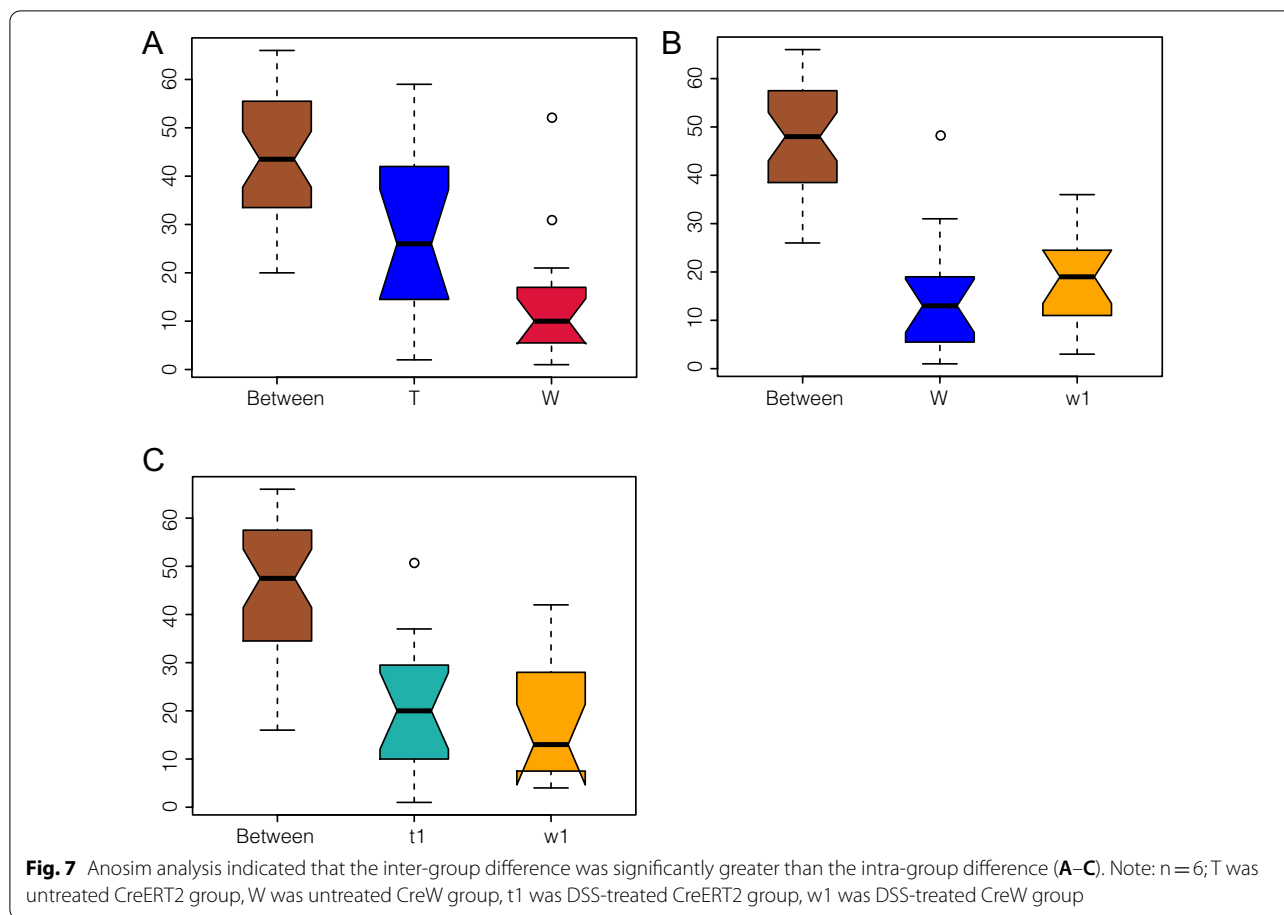 A
60
50
40
30
20
10
0
Between T W
B
60
50
40
30
20
10
0
Between W w1
C
60
50
40
30
20
10
0
Between t1 w1
Fig. 7 Anosim analysis indicated that the inter-group difference was significantly greater than the intra-group difference (A–C). Note: n = 6; T was
untreated CreERT2 group, W was untreated CreW group, t1 was DSS-treated CreERT2 group, w1 was DSS-treated CreW group